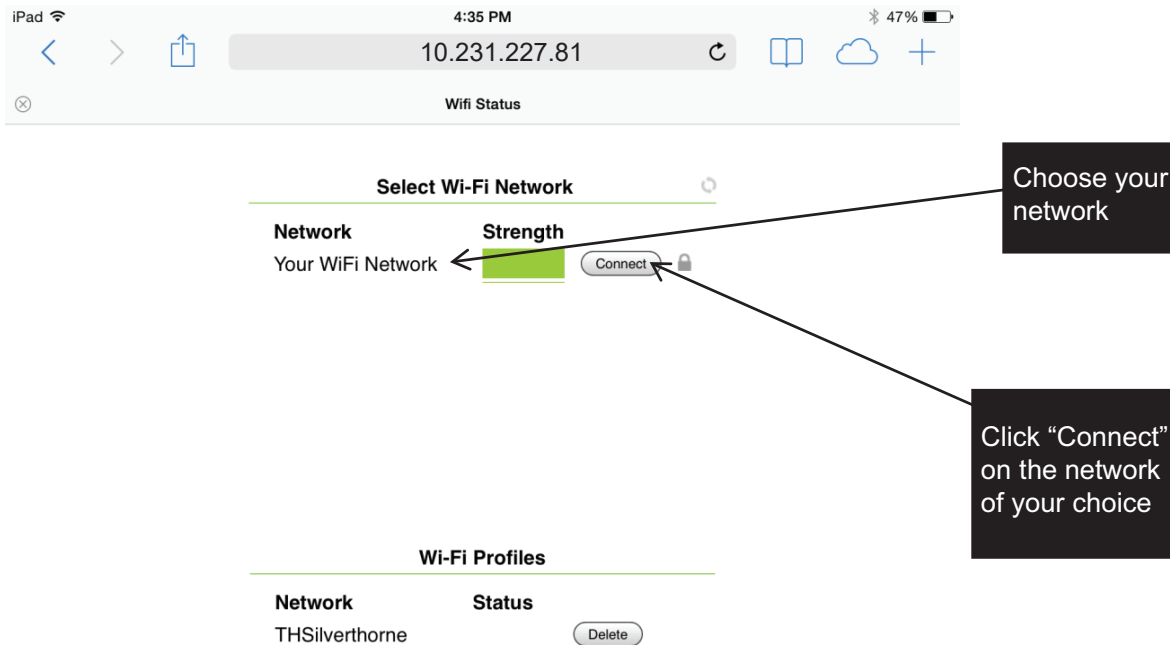 iPad 4:35 PM 47%
10.231.227.81
Wifi Status
Select Wi-Fi Network
Choose your
network
Network Strength
Your WiFi Network Connect
Click “Connect”
on the network
of your choice
Wi-Fi Profiles
Network Status
THSilverthorne Delete